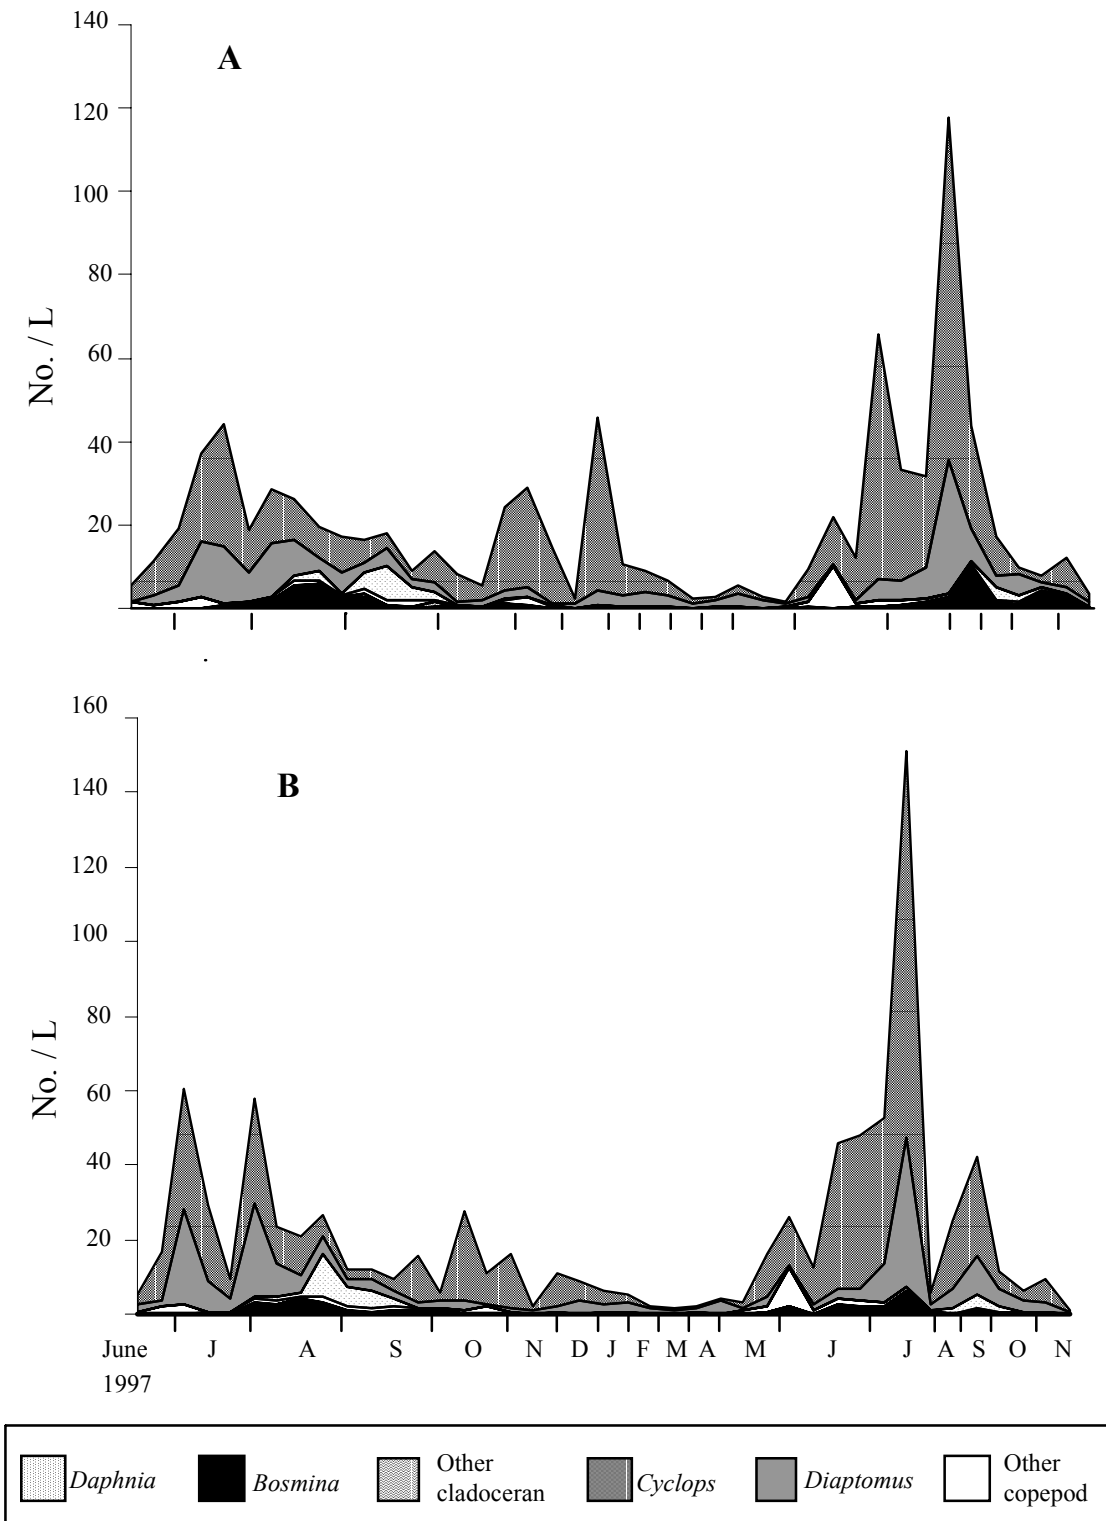 140
A
120
100
80
60
40
20
No. / L
160
B
140
120
100
80
60
40
20
No. / L
June J A S O N D J F M A M J J A S O N
1997
Daphnia Bosmina Other cladoceran Cyclops Diaptomus Other copepod